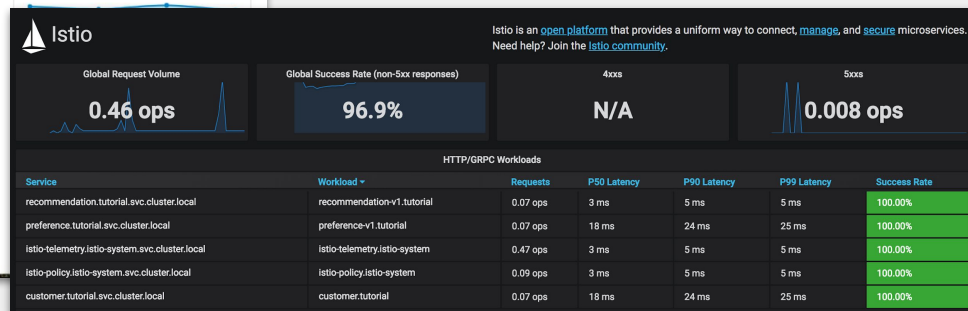 Istio
Istio is an open platform that provides a uniform way to connect, manage, and secure microservices.
Need help? Join the Istio community.
Global Request Volume
0.46 ops
Global Success Rate (non-5xx responses)
96.9%
4xxs
N/A
5xxs
0.008 ops
HTTP/GRPC Workloads
Service Workload Requests P50 Latency P90 Latency P99 Latency Success Rate
recommendation.tutorial.svc.cluster.local recommendation-v1.tutorial 0.07 ops 3 ms 5 ms 5 ms 100.00%
preference.tutorial.svc.cluster.local preference-v1.tutorial 0.07 ops 18 ms 24 ms 25 ms 100.00%
istio-telemetry.istio-system.svc.cluster.local istio-telemetry.istio-system 0.47 ops 3 ms 5 ms 5 ms 100.00%
istio-policy.istio-system.svc.cluster.local istio-policy.istio-system 0.09 ops 3 ms 5 ms 5 ms 100.00%
customer.tutorial.svc.cluster.local customer.tutorial 0.07 ops 18 ms 24 ms 25 ms 100.00%